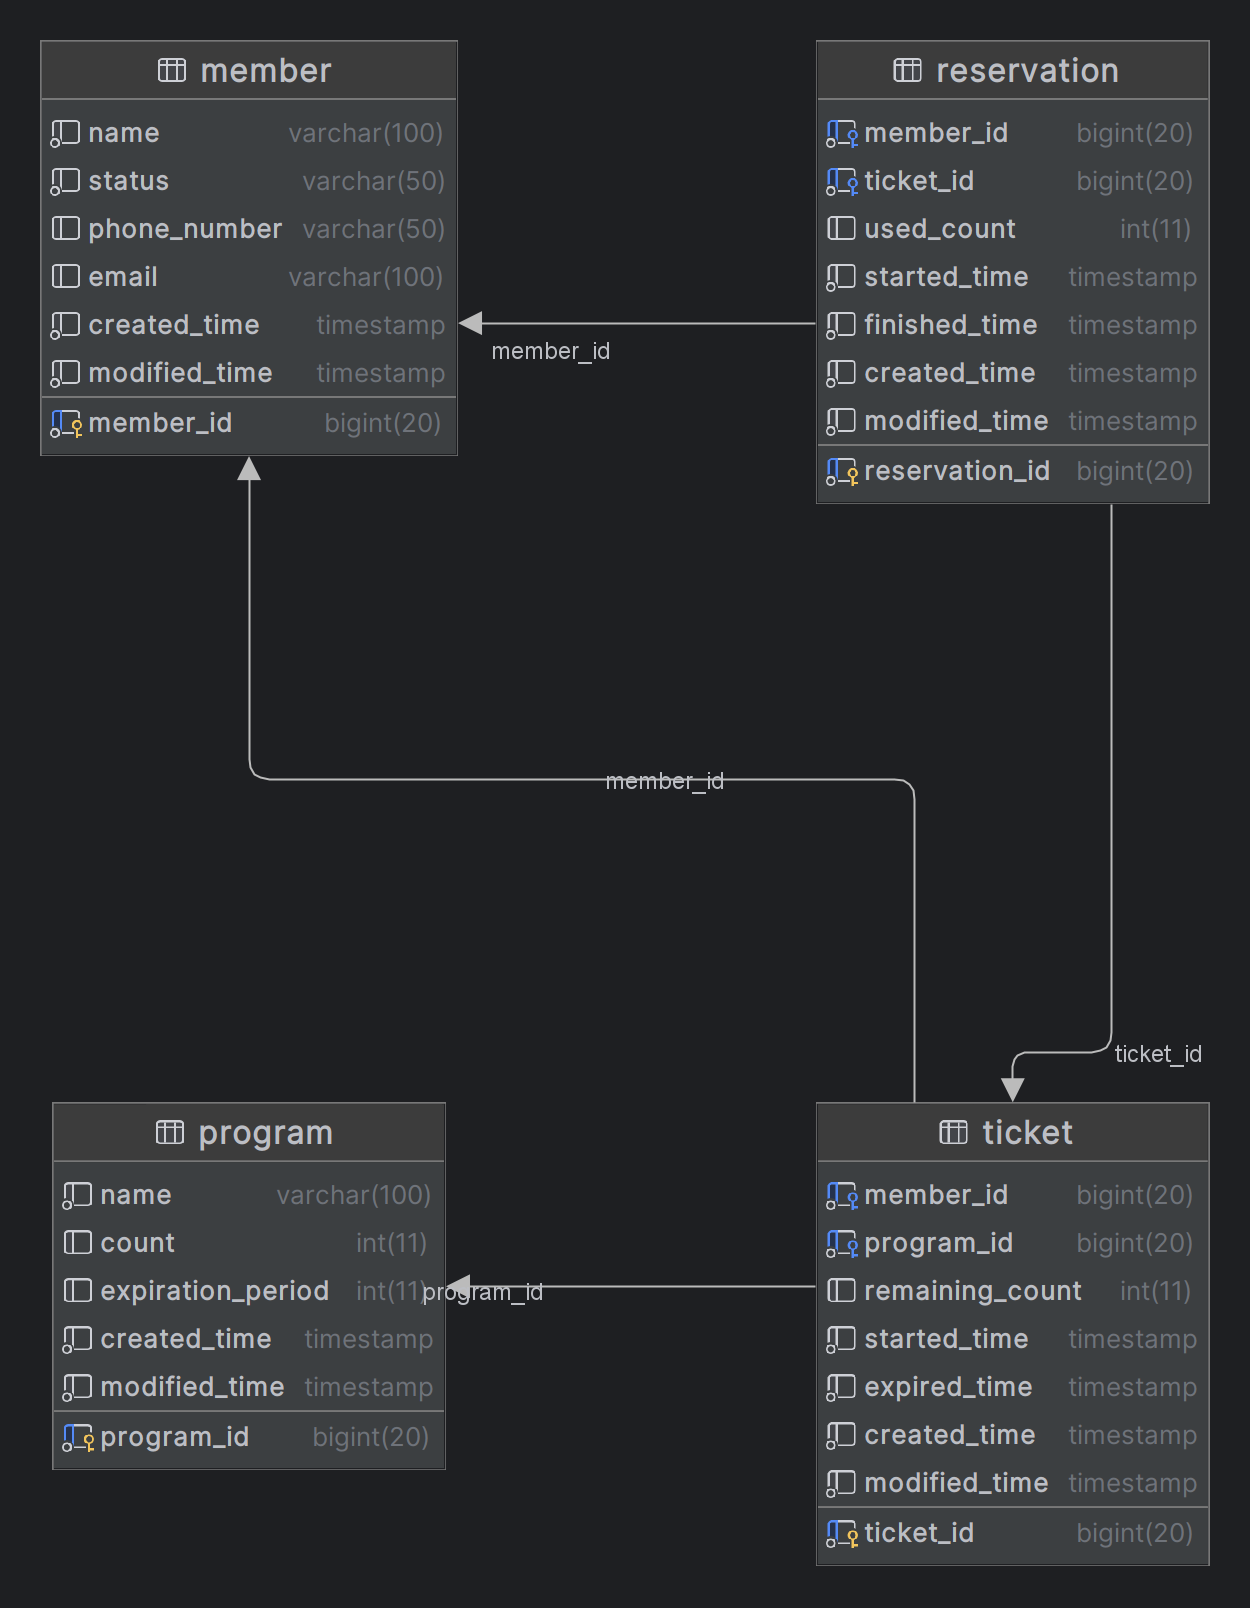 member
name varchar(100)
status varchar(50)
phone_number varchar(50)
email varchar(100)
created_time timestamp
modified_time timestamp
member_id bigint(20)
reservation
member_id bigint(20)
ticket_id bigint(20)
used_count int(11)
started_time timestamp
finished_time timestamp
created_time timestamp
modified_time timestamp
reservation_id bigint(20)
member_id
member_id
ticket_id
program
name varchar(100)
count int(11)
expiration_period int(11)
created_time timestamp
modified_time timestamp
program_id bigint(20)
program_id
ticket
member_id bigint(20)
program_id bigint(20)
remaining_count int(11)
started_time timestamp
expired_time timestamp
created_time timestamp
modified_time timestamp
ticket_id bigint(20)